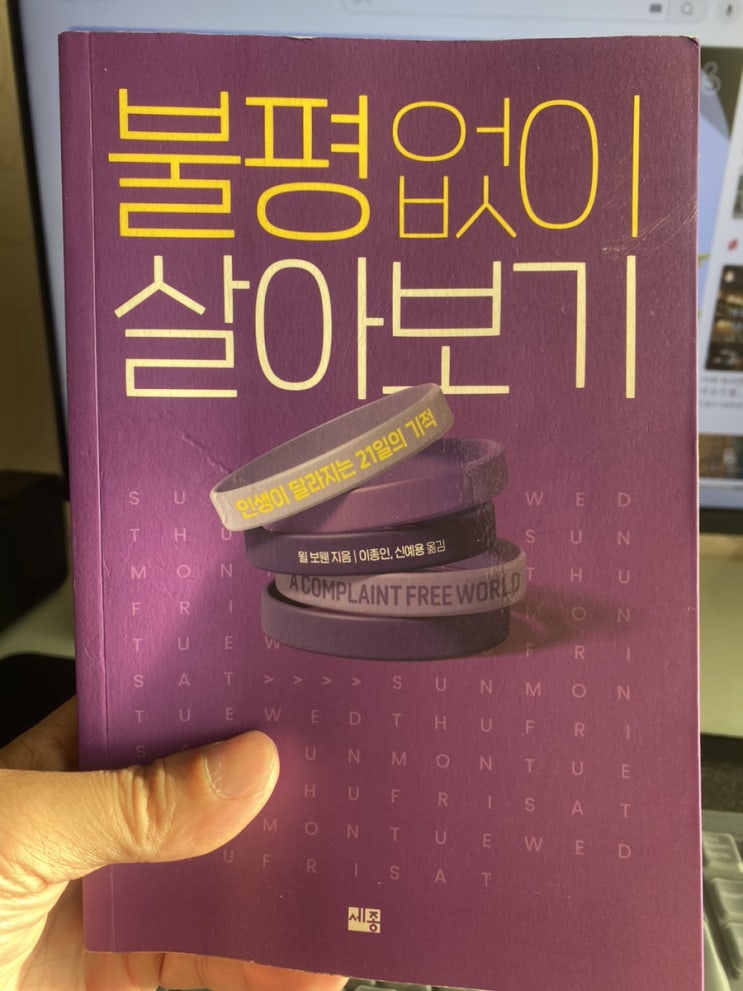 불평 없이
살아보기
인생이 달라지는 21일의 기적
윌 보웬 지음 | 이종인, 신예용 옮김
A COMPLAINT FREE WORLD
S U W E D
T H U S U N
M O N T H U
F R I M O N
T U E W F R I
S A T > > > > S U N M O N
T U E W E D T H U F R I
S A U N M O N T U E
H U F R I S A T
M O N T U E W E D
U F R I S A T
세종